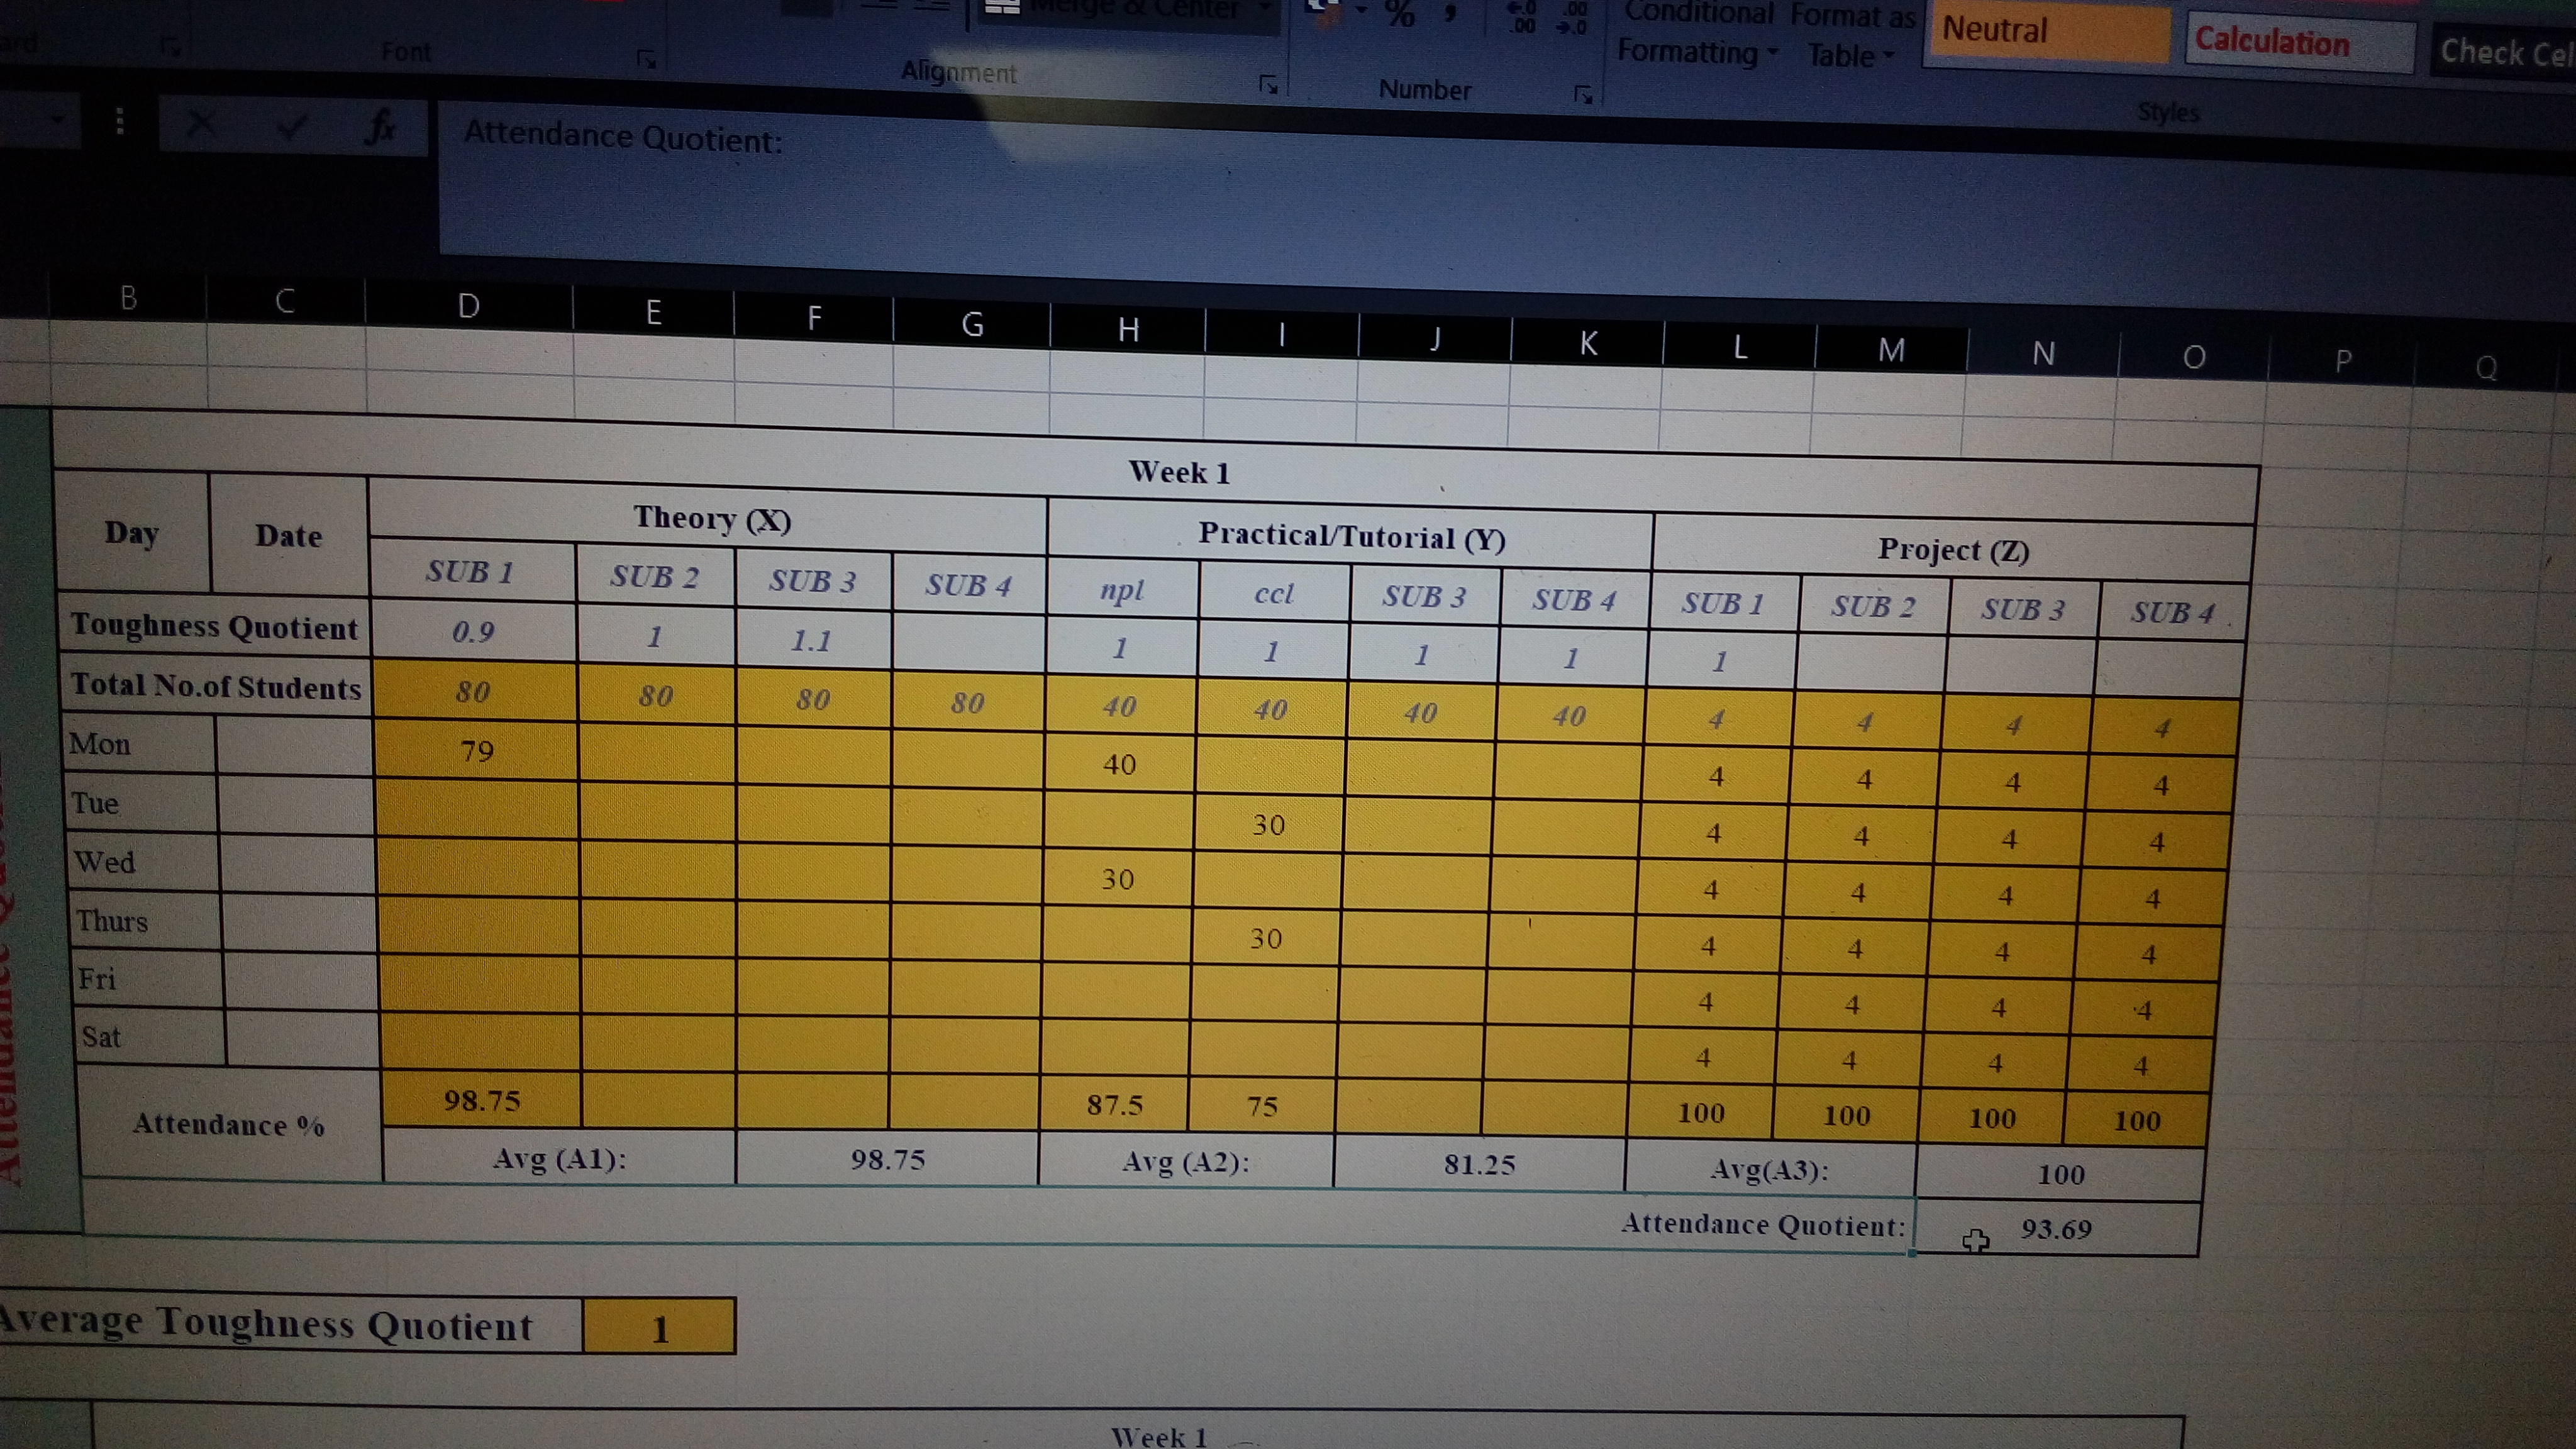 Merge & Center
% ,
Conditional Format as
Formatting Table
Neutral
Calculation
Font
Alignment
Number
Styles
fx Attendance Quotient:
B C D E F G H I J K L M N O P Q
Week 1
Day Date Theory (X) Practical/Tutorial (Y) Project (Z)
SUB 1 SUB 2 SUB 3 SUB 4 npl ccl SUB 3 SUB 4 SUB 1 SUB 2 SUB 3 SUB 4
Toughness Quotient 0.9 1 1.1 1 1 1 1 1
Total No.of Students 80 80 80 80 40 40 40 40 4 4 4 4
Mon 79 40 4 4 4 4
Tue 30 4 4 4 4
Wed 30 4 4 4 4
Thurs 30 4 4 4 4
Fri 4 4 4 4
Sat 4 4 4 4
Attendance % 98.75 87.5 75 100 100 100 100
Avg (A1): 98.75 Avg (A2): 81.25 Avg(A3): 100
Attendance Quotient: 93.69
Average Toughness Quotient 1
Week 1